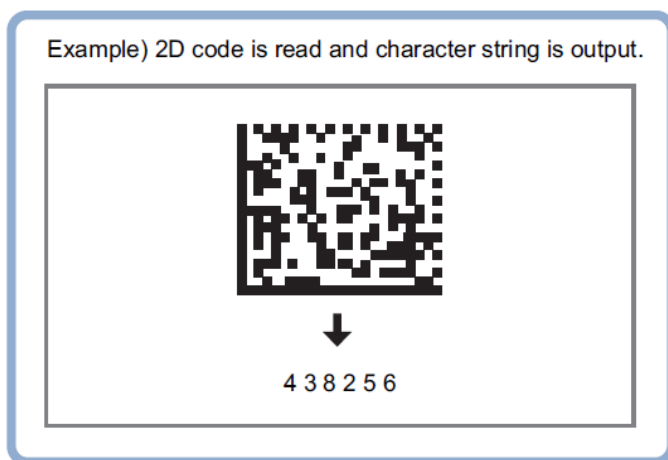 Example) 2D code is read and character string is output.
4 3 8 2 5 6